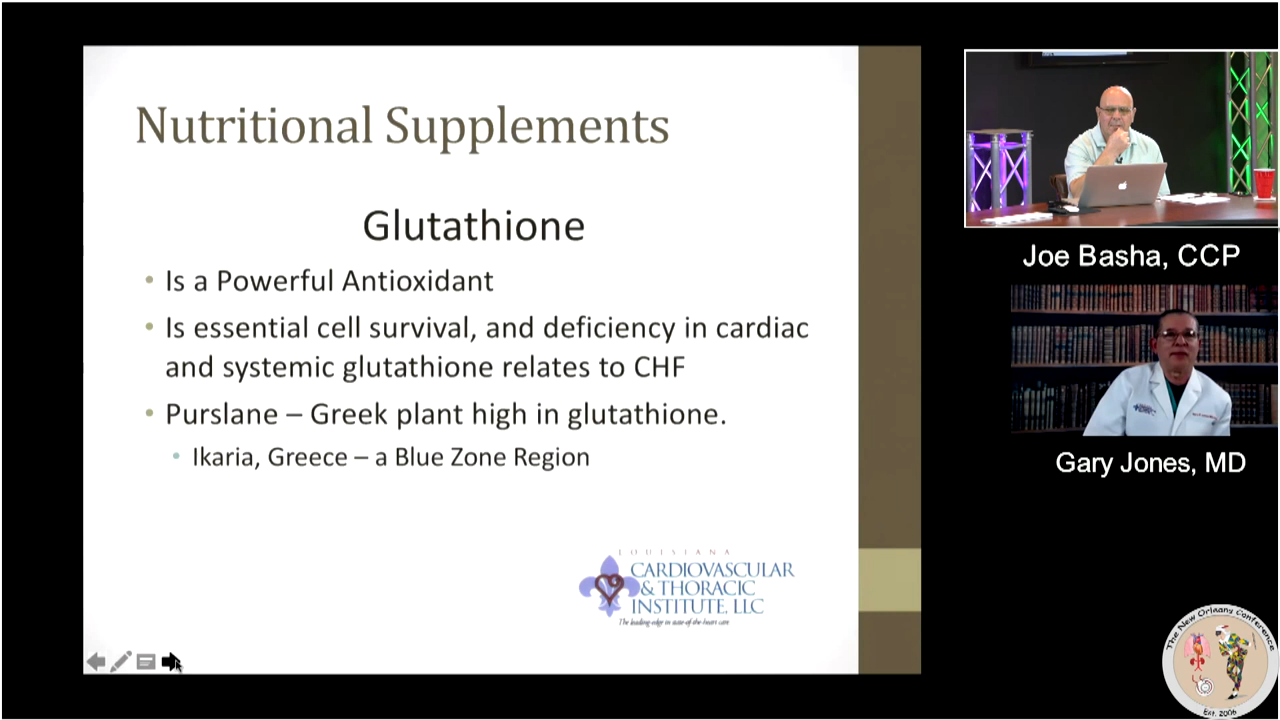 Nutritional Supplements
Glutathione
• Is a Powerful Antioxidant
• Is essential cell survival, and deficiency in cardiac
and systemic glutathione relates to CHF
• Purslane – Greek plant high in glutathione.
• Ikaria, Greece – a Blue Zone Region
LOUISIANA
CARDIOVASCULAR
& THORACIC
INSTITUTE, LLC
The leading edge in state-of-the-heart care
Joe Basha, CCP
Gary Jones, MD
The New Orleans Conference
Est. 2006